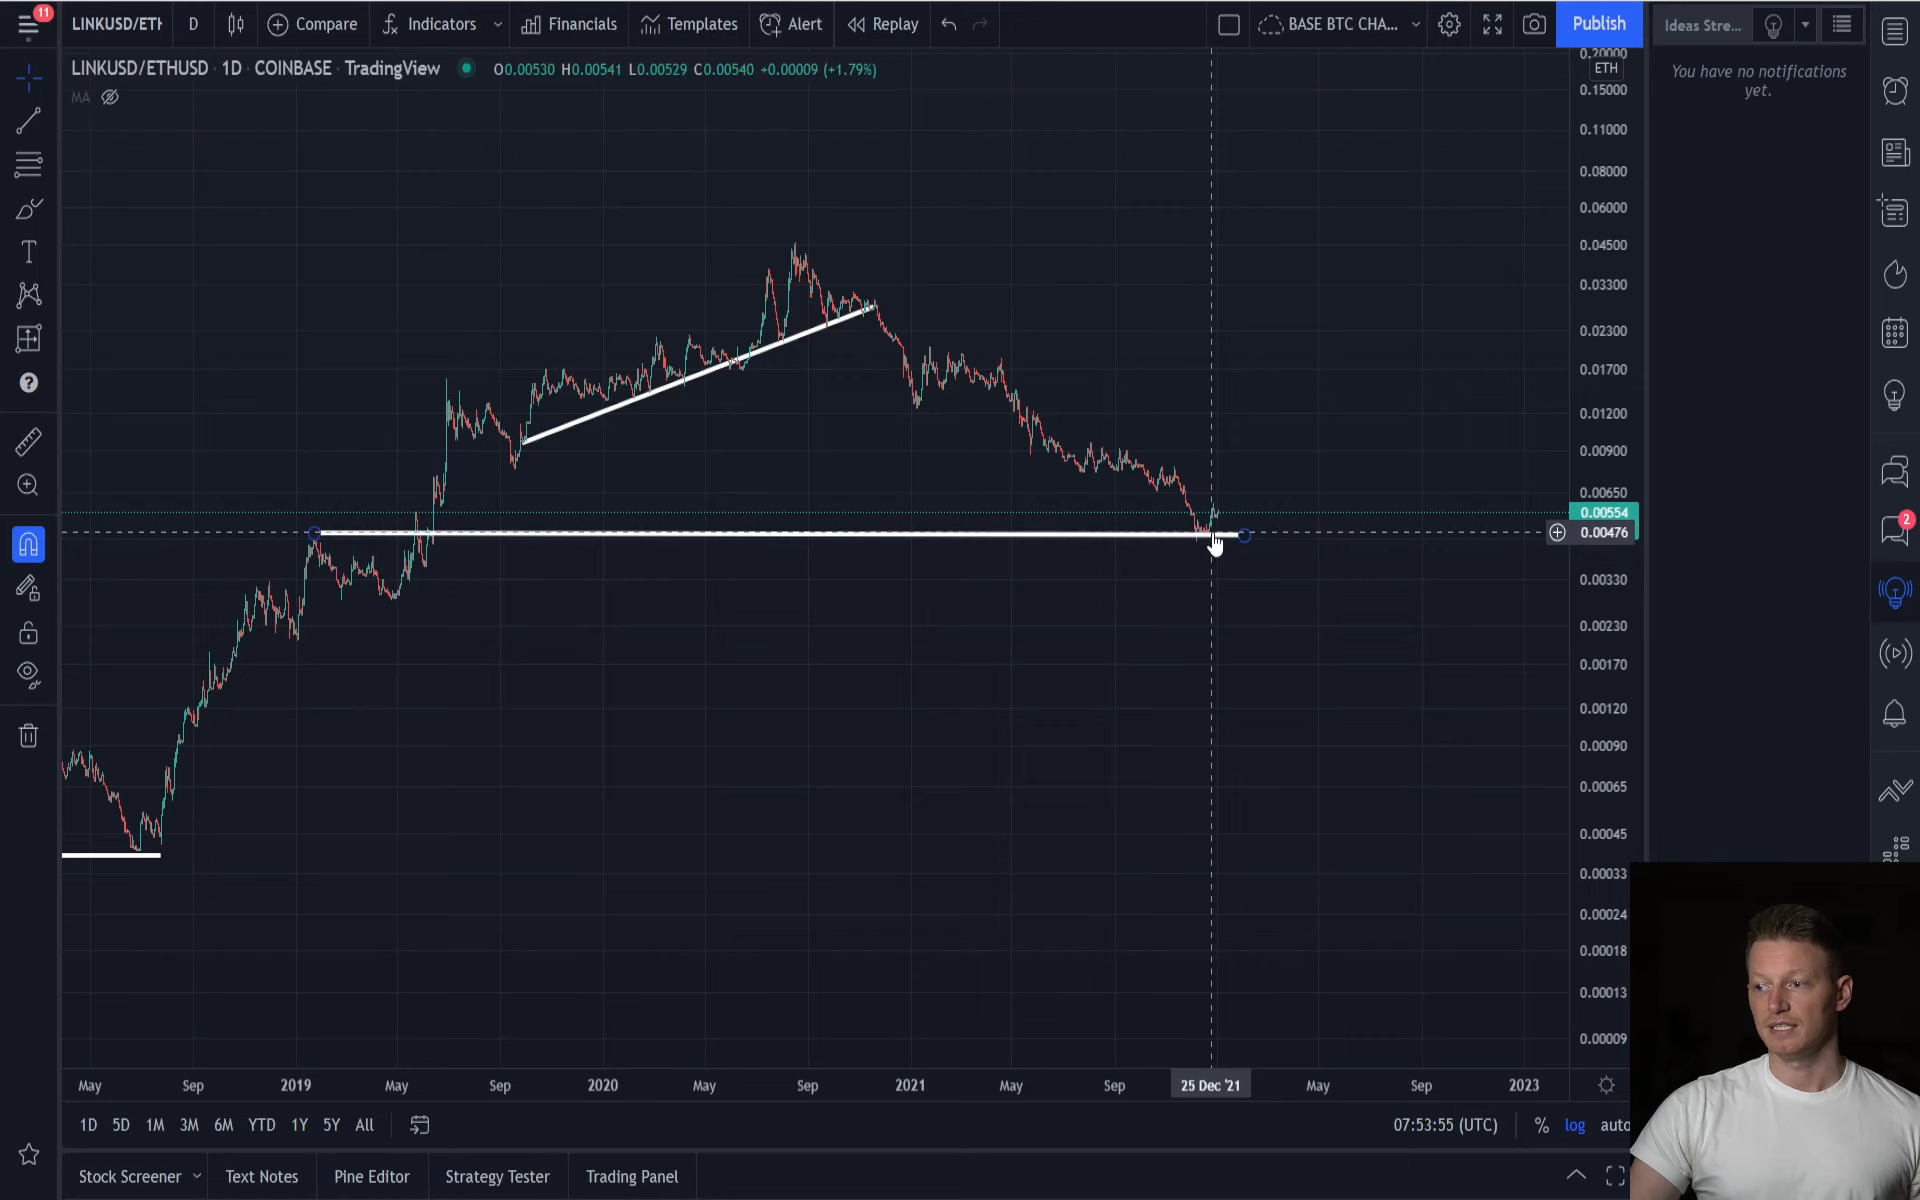 11
LINKUSD/ETH
D
Compare
Indicators
Financials
Templates
Alert
Replay
BASE BTC CHA...
Publish
Ideas Stre...
LINKUSD/ETHUSD · 1D · COINBASE · TradingView
O0.00530 H0.00541 L0.00529 C0.00540 +0.00009 (+1.79%)
MA
You have no notifications
yet.
0.20000
ETH
0.15000
0.11000
0.08000
0.06000
0.04500
0.03300
0.02300
0.01700
0.01200
0.00900
0.00650
0.00554
0.00476
0.00330
0.00230
0.00170
0.00120
0.00090
0.00065
0.00045
0.00033
0.00024
0.00018
0.00013
0.00009
2
May Sep 2019 May Sep 2020 May Sep 2021 May Sep 25 Dec '21 May Sep 2023
1D 5D 1M 3M 6M YTD 1Y 5Y All
07:53:55 (UTC) % log auto
Stock Screener Text Notes Pine Editor Strategy Tester Trading Panel